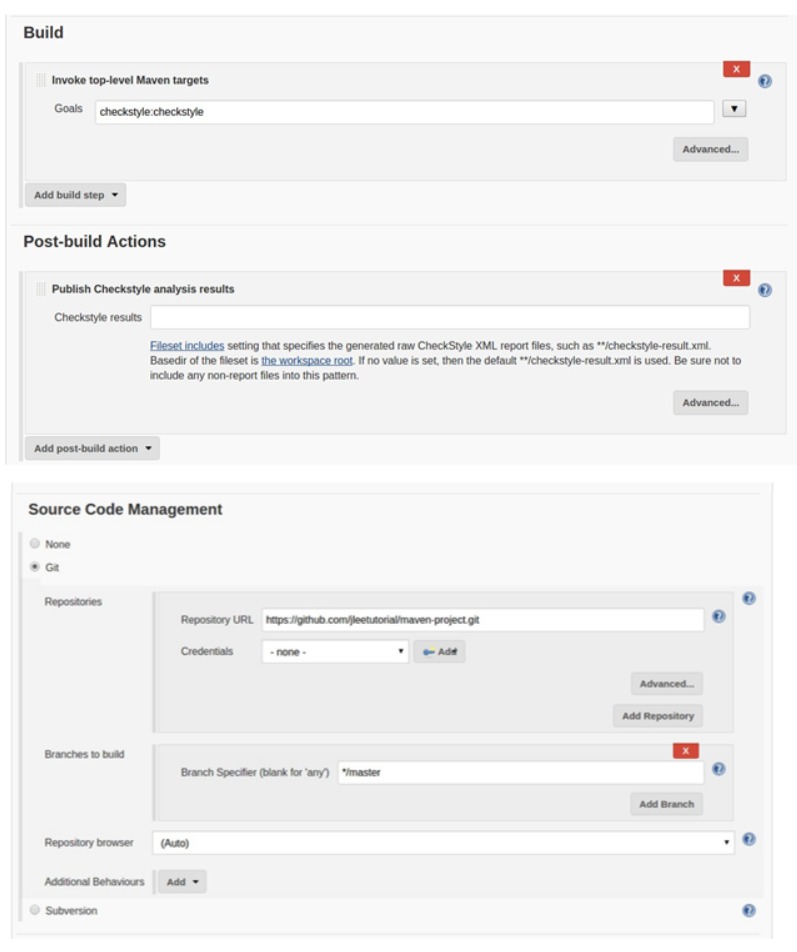 Build
Invoke top-level Maven targets
X
Goals
checkstyle:checkstyle
Advanced...
Add build step
Post-build Actions
Publish Checkstyle analysis results
X
Checkstyle results
Fileset includes setting that specifies the generated raw CheckStyle XML report files, such as **/checkstyle-result.xml.
Basedir of the fileset is the workspace root. If no value is set, then the default **/checkstyle-result.xml is used. Be sure not to
include any non-report files into this pattern.
Advanced...
Add post-build action
Source Code Management
None
Git
Repositories
Repository URL https://github.com/jleetutorial/maven-project.git
Credentials - none - Add
Advanced...
Add Repository
Branches to build
X
Branch Specifier (blank for 'any') */master
Add Branch
Repository browser (Auto)
Additional Behaviours Add
Subversion